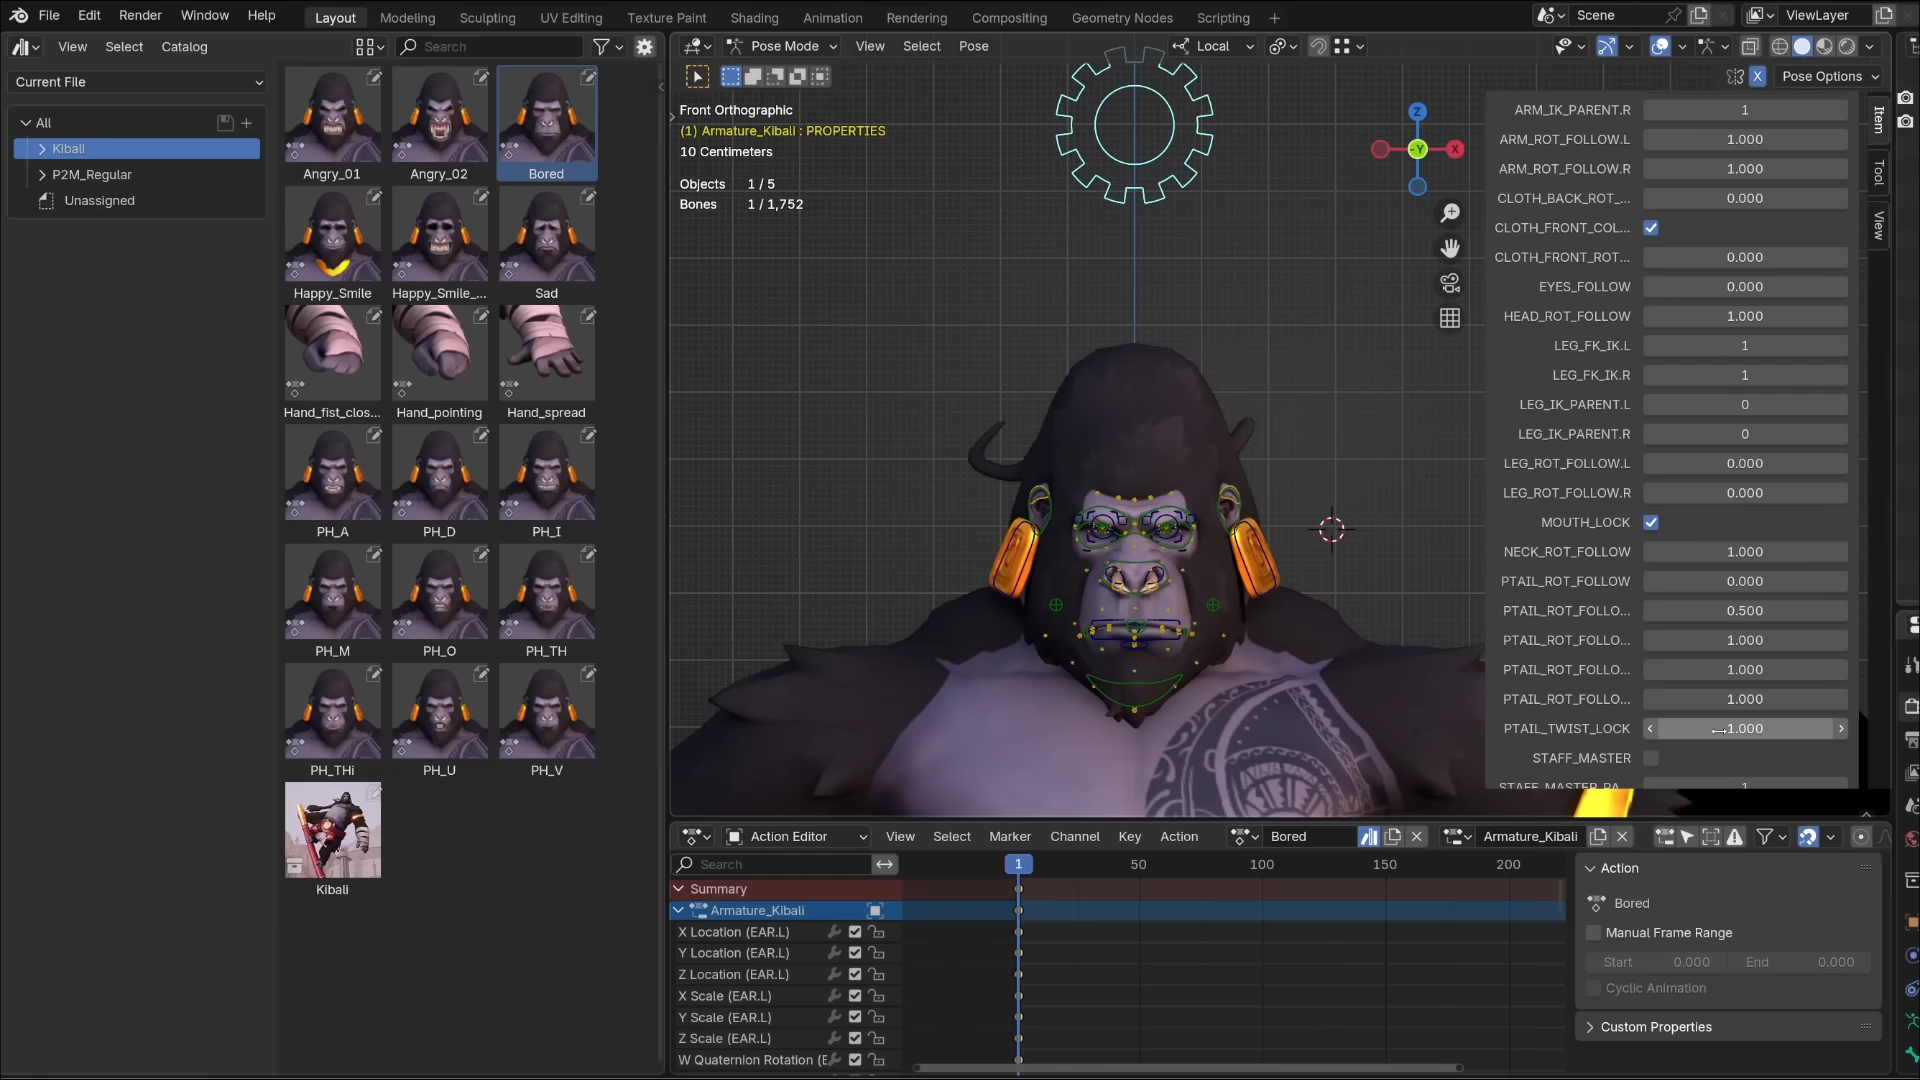 File Edit Render Window Help Layout Modeling Sculpting UV Editing Texture Paint Shading Animation Rendering Compositing Geometry Nodes Scripting Scene ViewLayer
View Select Catalog Search
Current File
All
Kibali
P2M_Regular
Unassigned
Angry_01 Angry_02 Bored
Happy_Smile Happy_Smile_... Sad
Hand_fist_clos... Hand_pointing Hand_spread
PH_A PH_D PH_I
PH_M PH_O PH_TH
PH_THi PH_U PH_V
Kibali
Pose Mode View Select Pose Local
X Pose Options
Front Orthographic
(1) Armature_Kibali : PROPERTIES
10 Centimeters
Objects 1 / 5
Bones 1 / 1,752
Z
-Y X
ARM_IK_PARENT.R 1
ARM_ROT_FOLLOW.L 1.000
ARM_ROT_FOLLOW.R 1.000
CLOTH_BACK_ROT_... 0.000
CLOTH_FRONT_COL...
CLOTH_FRONT_ROT... 0.000
EYES_FOLLOW 0.000
HEAD_ROT_FOLLOW 1.000
LEG_FK_IK.L 1
LEG_FK_IK.R 1
LEG_IK_PARENT.L 0
LEG_IK_PARENT.R 0
LEG_ROT_FOLLOW.L 0.000
LEG_ROT_FOLLOW.R 0.000
MOUTH_LOCK
NECK_ROT_FOLLOW 1.000
PTAIL_ROT_FOLLOW 0.000
PTAIL_ROT_FOLLO... 0.500
PTAIL_ROT_FOLLO... 1.000
PTAIL_ROT_FOLLO... 1.000
PTAIL_ROT_FOLLO... 1.000
PTAIL_TWIST_LOCK 1.000
STAFF_MASTER
STAFF_MASTER_PA... 1
Item
Tool
View
Action Editor View Select Marker Channel Key Action Bored Armature_Kibali
Search 1 50 100 150 200
Summary
Armature_Kibali
X Location (EAR.L)
Y Location (EAR.L)
Z Location (EAR.L)
X Scale (EAR.L)
Y Scale (EAR.L)
Z Scale (EAR.L)
W Quaternion Rotation (E
Action
Bored
Manual Frame Range
Start 0.000 End 0.000
Cyclic Animation
Custom Properties